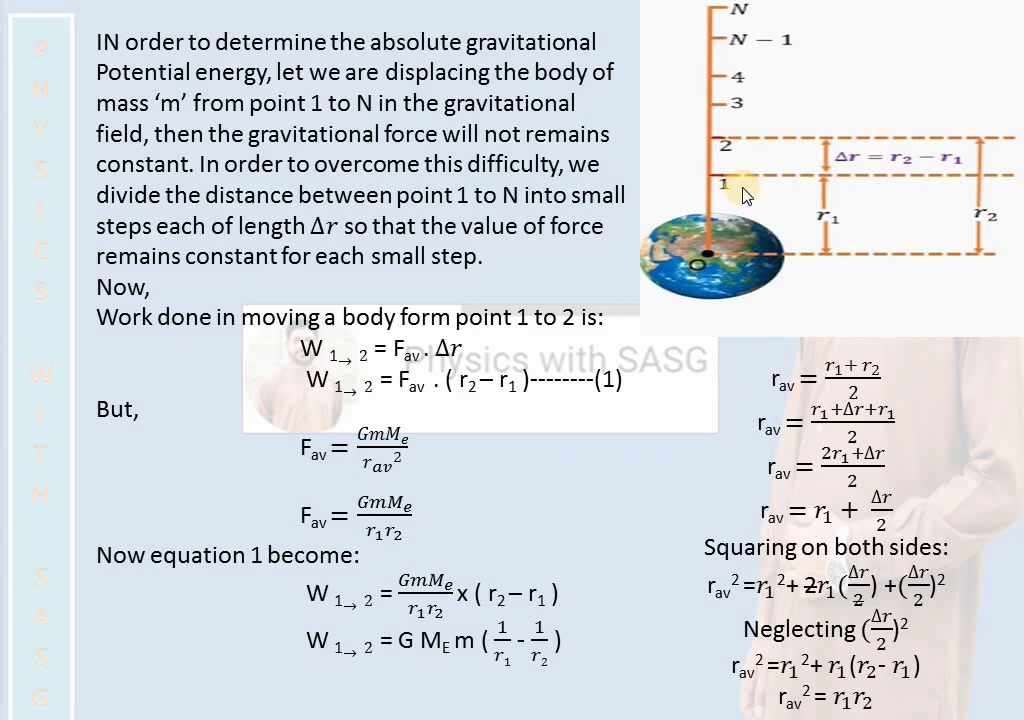 P
H
Y
S
I
C
S
W
I
T
H
S
A
S
G
IN order to determine the absolute gravitational
Potential energy, let we are displacing the body of
mass ‘m’ from point 1 to N in the gravitational
field, then the gravitational force will not remains
constant. In order to overcome this difficulty, we
divide the distance between point 1 to N into small
steps each of length Δr so that the value of force
remains constant for each small step.
Now,
Work done in moving a body form point 1 to 2 is:
W 1→ 2 = Fav . Δr
W 1→ 2 = Fav . ( r2 – r1 )--------(1)
But,
Fav = GmMe / rav²
Fav = GmMe / r1r2
Now equation 1 become:
W 1→ 2 = GmMe / r1r2 x ( r2 – r1 )
W 1→ 2 = G ME m ( 1/r1 - 1/r2 )
Physics with SASG
N
N − 1
4
3
2
1
O
Δr = r2 − r1
r1
r2
rav = r1 + r2 / 2
rav = r1 +Δr+r1 / 2
rav = 2r1 +Δr / 2
rav = r1 + Δr/2
Squaring on both sides:
rav² =r1²+ 2r1(Δr/2) +(Δr/2)²
Neglecting (Δr/2)²
rav² =r1²+ r1(r2- r1)
rav² = r1r2